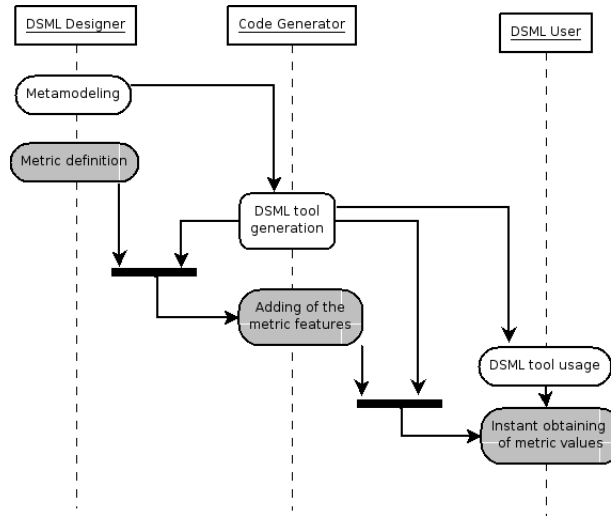 DSML Designer
Code Generator
DSML User
Metamodeling
Metric definition
DSML tool
generation
Adding of the
metric features
DSML tool usage
Instant obtaining
of metric values